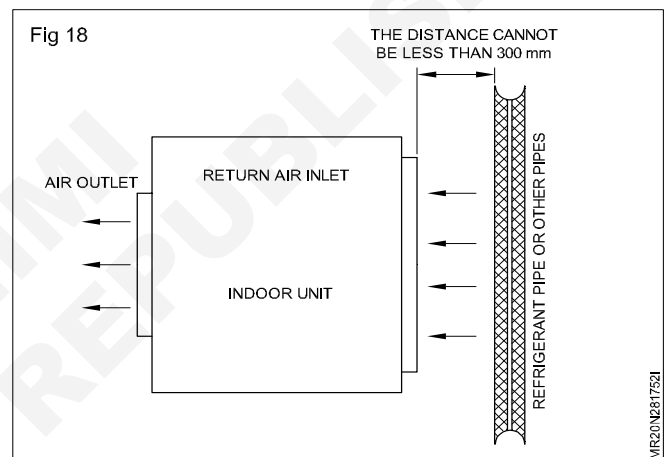 Fig 18
THE DISTANCE CANNOT
BE LESS THAN 300 mm
AIR OUTLET
RETURN AIR INLET
INDOOR UNIT
REFRIGERANT PIPE OR OTHER PIPES
MR20N281752I
REPUBLIS